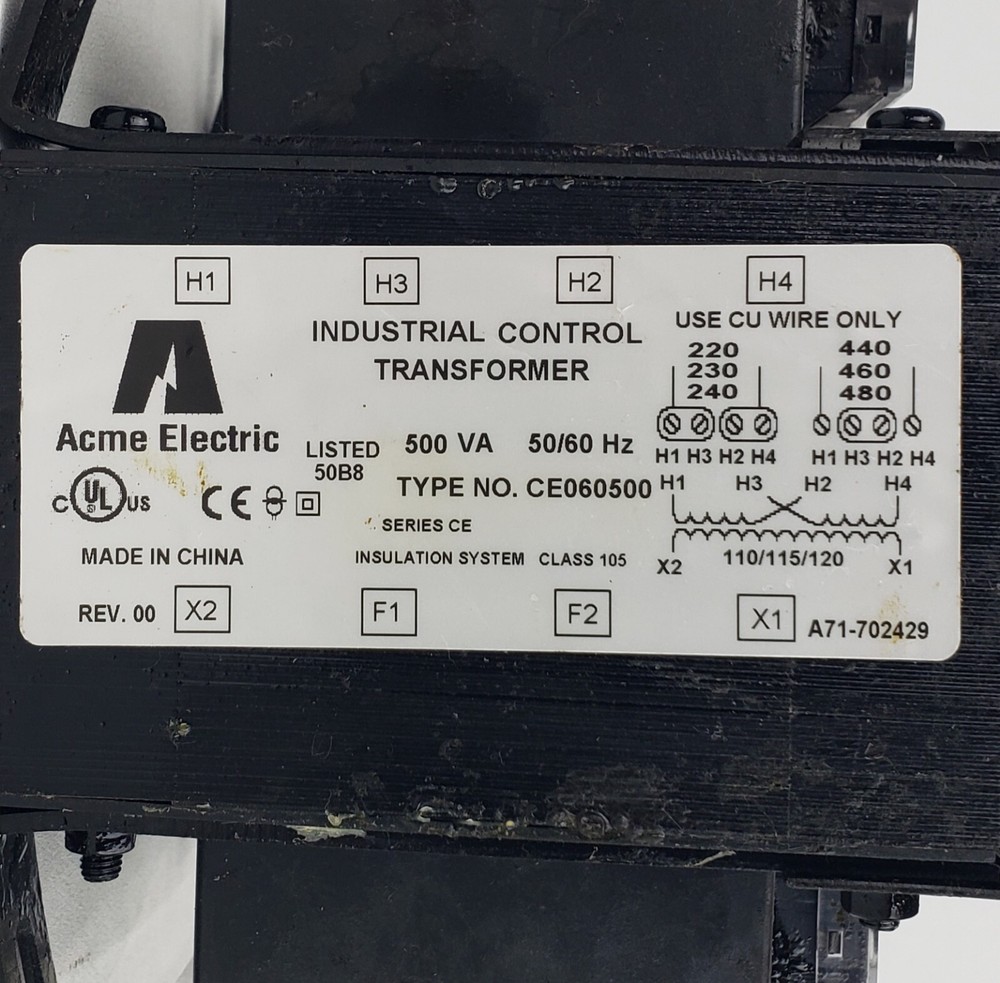 H1 H3 H2 H4
INDUSTRIAL CONTROL
TRANSFORMER
USE CU WIRE ONLY
220 440
230 460
240 480
Acme Electric
LISTED
50B8
500 VA 50/60 Hz
H1 H3 H2 H4 H1 H3 H2 H4
C UL US
CE
TYPE NO. CE060500
H1 H3 H2 H4
SERIES CE
MADE IN CHINA
INSULATION SYSTEM CLASS 105
X2 110/115/120 X1
REV. 00 X2 F1 F2 X1 A71-702429